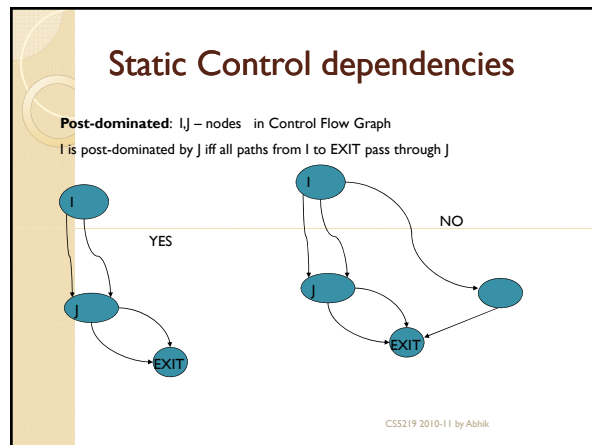 Static Control dependencies
Post-dominated: I,J – nodes in Control Flow Graph
I is post-dominated by J iff all paths from I to EXIT pass through J
I
YES
J
EXIT
I
NO
J
EXIT
CS5219 2010-11 by Abhik